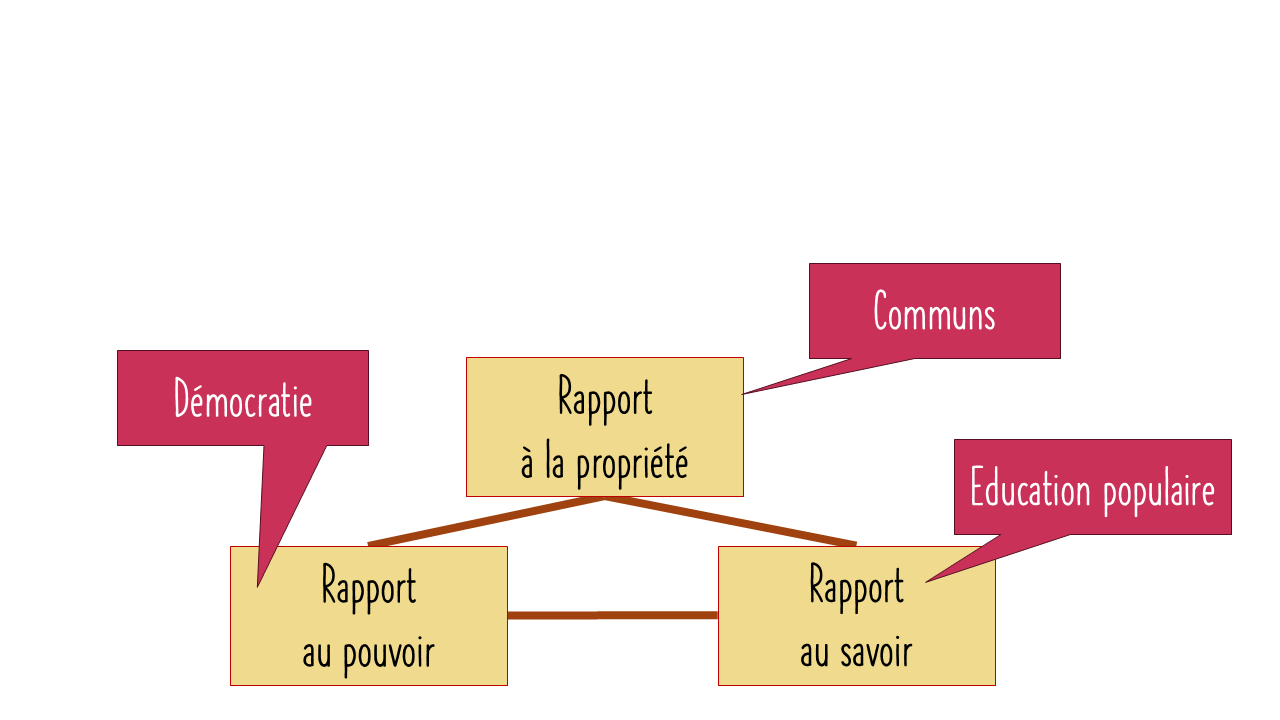 Communs
Démocratie
Rapport
à la propriété
Education populaire
Rapport
au pouvoir
Rapport
au savoir